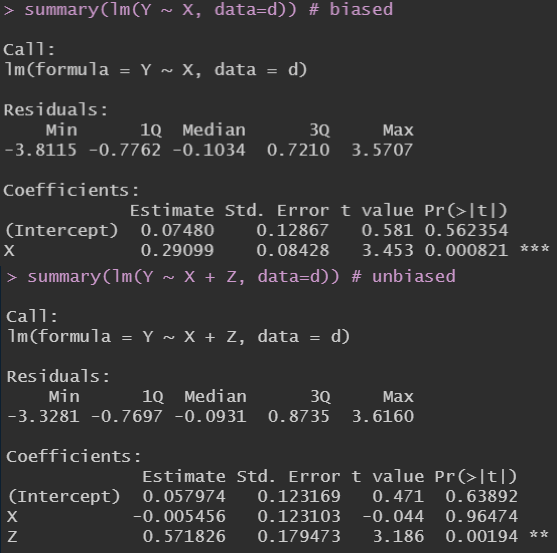 > summary(lm(Y ~ X, data=d)) # biased
Call:
lm(formula = Y ~ X, data = d)
Residuals:
Min 1Q Median 3Q Max
-3.8115 -0.7762 -0.1034 0.7210 3.5707
Coefficients:
Estimate Std. Error t value Pr(>|t|)
(Intercept) 0.07480 0.12867 0.581 0.562354
X 0.29099 0.08428 3.453 0.000821 ***
> summary(lm(Y ~ X + Z, data=d)) # unbiased
Call:
lm(formula = Y ~ X + Z, data = d)
Residuals:
Min 1Q Median 3Q Max
-3.3281 -0.7697 -0.0931 0.8735 3.6160
Coefficients:
Estimate Std. Error t value Pr(>|t|)
(Intercept) 0.057974 0.123169 0.471 0.63892
X -0.005456 0.123103 -0.044 0.96474
Z 0.571826 0.179473 3.186 0.00194 **